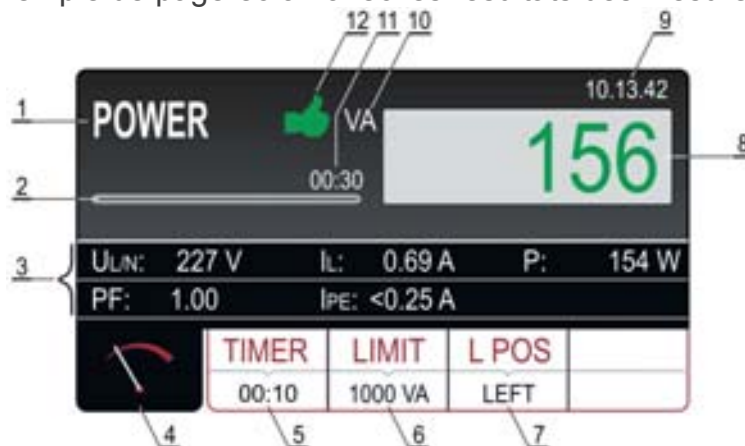 12 11 10 9
10.13.42
1 POWER VA 156 8
00:30
2
3 UL/N: 227 V IL: 0.69 A P: 154 W
PF: 1.00 IPE: <0.25 A
TIMER LIMIT L POS
00:10 1000 VA LEFT
4 5 6 7